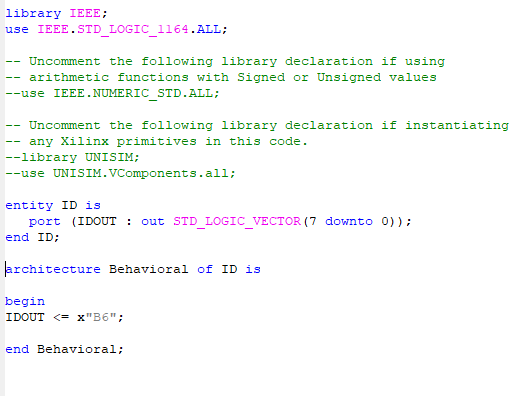 library IEEE;
use IEEE.STD_LOGIC_1164.ALL;
-- Uncomment the following library declaration if using
-- arithmetic functions with Signed or Unsigned values
--use IEEE.NUMERIC_STD.ALL;
-- Uncomment the following library declaration if instantiating
-- any Xilinx primitives in this code.
--library UNISIM;
--use UNISIM.VComponents.all;
entity ID is
port (IDOUT : out STD_LOGIC_VECTOR(7 downto 0));
end ID;
architecture Behavioral of ID is
begin
IDOUT <= x"B6";
end Behavioral;